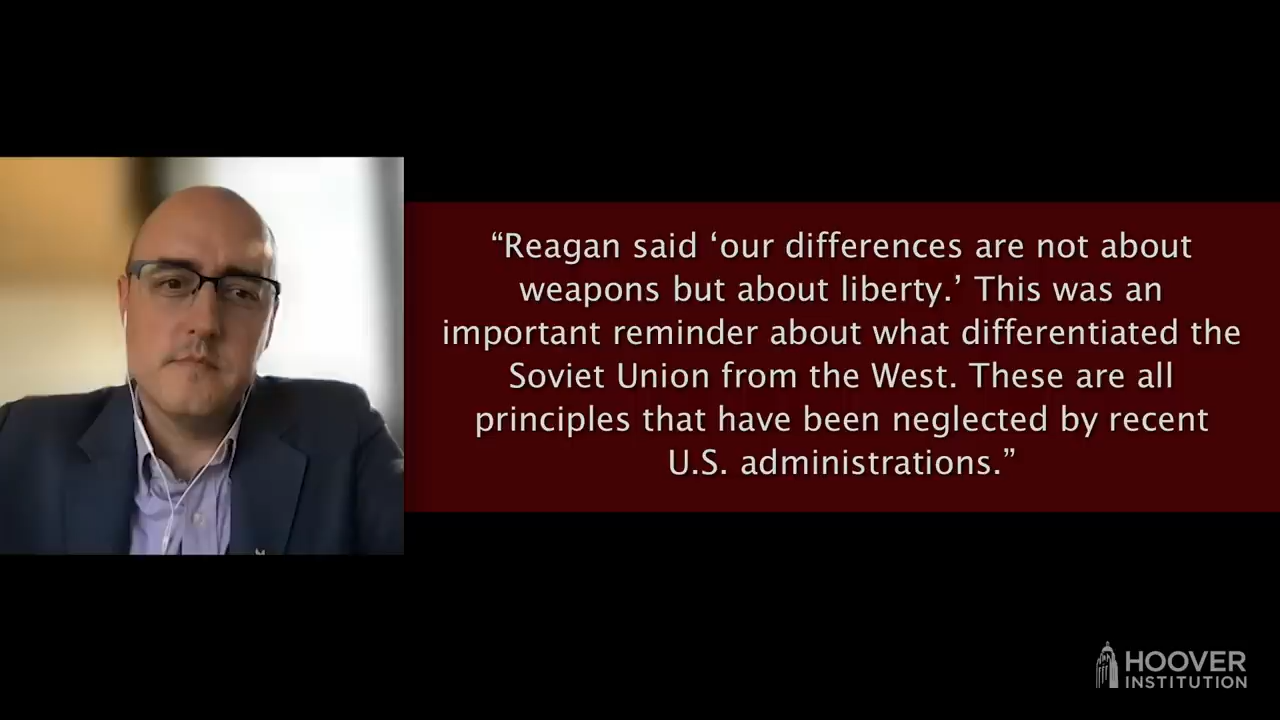 “Reagan said ‘our differences are not about
weapons but about liberty.’ This was an
important reminder about what differentiated the
Soviet Union from the West. These are all
principles that have been neglected by recent
U.S. administrations.”
HOOVER
INSTITUTION